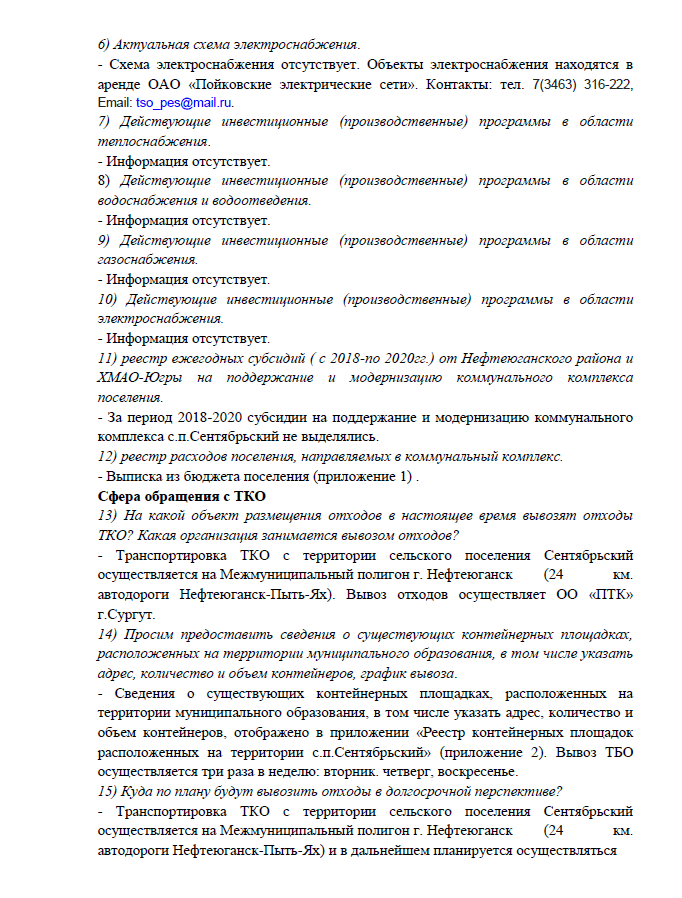 6) Актуальная схема электроснабжения.
- Схема электроснабжения отсутствует. Объекты электроснабжения находятся в
аренде ОАО «Пойковские электрические сети». Контакты: тел. 7(3463) 316-222,
Email: tso_pes@mail.ru.
7) Действующие инвестиционные (производственные) программы в области
теплоснабжения.
- Информация отсутствует.
8) Действующие инвестиционные (производственные) программы в области
водоснабжения и водоотведения.
- Информация отсутствует.
9) Действующие инвестиционные (производственные) программы в области
газоснабжения.
- Информация отсутствует.
10) Действующие инвестиционные (производственные) программы в области
электроснабжения.
- Информация отсутствует.
11) реестр ежегодных субсидий ( с 2018-по 2020гг.) от Нефтеюганского района и
ХМАО-Югры на поддержание и модернизацию коммунального комплекса
поселения.
- За период 2018-2020 субсидии на поддержание и модернизацию коммунального
комплекса с.п.Сентябрьский не выделялись.
12) реестр расходов поселения, направляемых в коммунальный комплекс.
- Выписка из бюджета поселения (приложение 1) .
Сфера обращения с ТКО
13) На какой объект размещения отходов в настоящее время вывозят отходы
ТКО? Какая организация занимается вывозом отходов?
- Транспортировка ТКО с территории сельского поселения Сентябрьский
осуществляется на Межмуниципальный полигон г. Нефтеюганск (24 км.
автодороги Нефтеюганск-Пыть-Ях). Вывоз отходов осуществляет ОО «ПТК»
г.Сургут.
14) Просим предоставить сведения о существующих контейнерных площадках,
расположенных на территории муниципального образования, в том числе указать
адрес, количество и объем контейнеров, график вывоза.
- Сведения о существующих контейнерных площадках, расположенных на
территории муниципального образования, в том числе указать адрес, количество и
объем контейнеров, отображено в приложении «Реестр контейнерных площадок
расположенных на территории с.п.Сентябрьский» (приложение 2). Вывоз ТБО
осуществляется три раза в неделю: вторник. четверг, воскресенье.
15) Куда по плану будут вывозить отходы в долгосрочной перспективе?
- Транспортировка ТКО с территории сельского поселения Сентябрьский
осуществляется на Межмуниципальный полигон г. Нефтеюганск (24 км.
автодороги Нефтеюганск-Пыть-Ях) и в дальнейшем планируется осуществляться